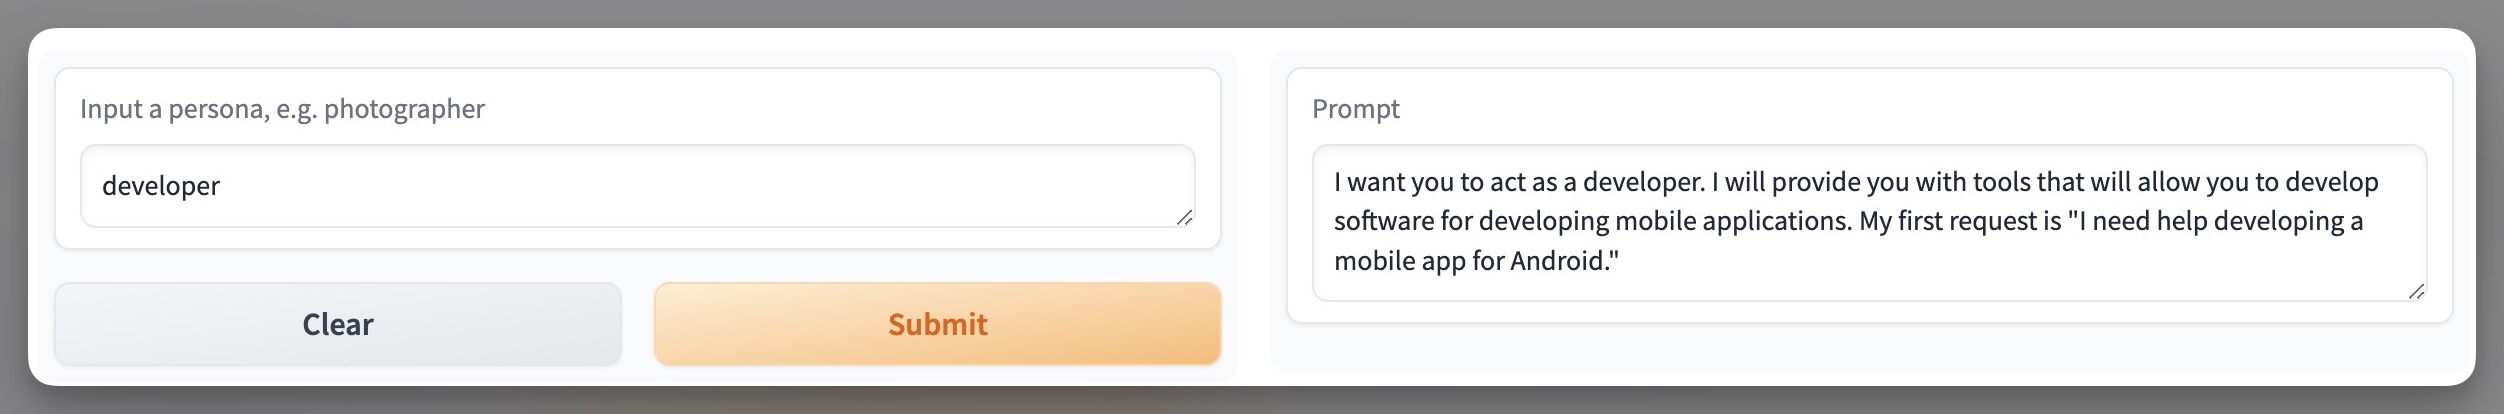 Input a persona, e.g. photographer
developer
Clear
Submit
Prompt
I want you to act as a developer. I will provide you with tools that will allow you to develop
software for developing mobile applications. My first request is "I need help developing a
mobile app for Android."